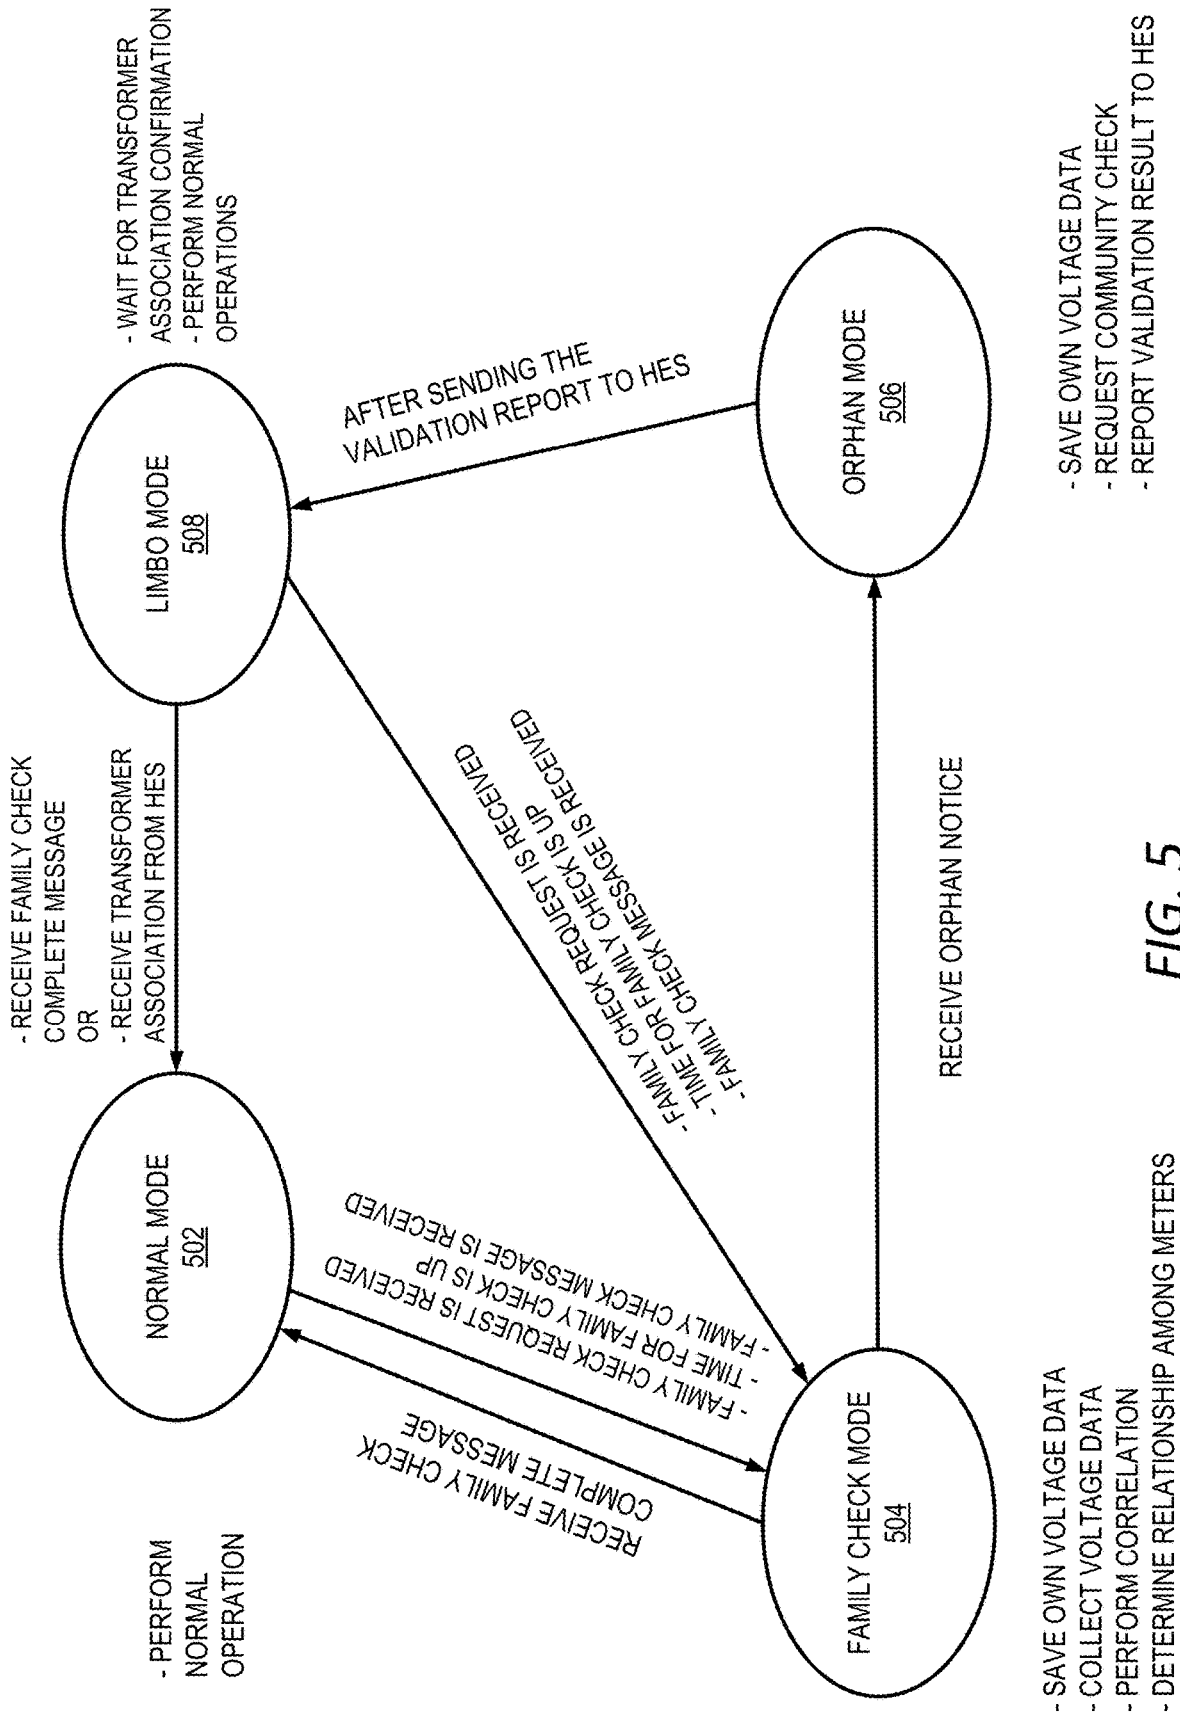 - PERFORM
NORMAL
OPERATION
NORMAL MODE
502
- RECEIVE FAMILY CHECK
COMPLETE MESSAGE
OR
- RECEIVE TRANSFORMER
ASSOCIATION FROM HES
LIMBO MODE
508
- WAIT FOR TRANSFORMER
ASSOCIATION CONFIRMATION
- PERFORM NORMAL
OPERATIONS
RECEIVE FAMILY CHECK
COMPLETE MESSAGE
- FAMILY CHECK REQUEST IS RECEIVED
- TIME FOR FAMILY CHECK IS UP
- FAMILY CHECK MESSAGE IS RECEIVED
- FAMILY CHECK REQUEST IS RECEIVED
- TIME FOR FAMILY CHECK IS UP
- FAMILY CHECK MESSAGE IS RECEIVED
AFTER SENDING THE
VALIDATION REPORT TO HES
FAMILY CHECK MODE
504
RECEIVE ORPHAN NOTICE
ORPHAN MODE
506
- SAVE OWN VOLTAGE DATA
- COLLECT VOLTAGE DATA
- PERFORM CORRELATION
- DETERMINE RELATIONSHIP AMONG METERS
- SAVE OWN VOLTAGE DATA
- REQUEST COMMUNITY CHECK
- REPORT VALIDATION RESULT TO HES
FIG. 5